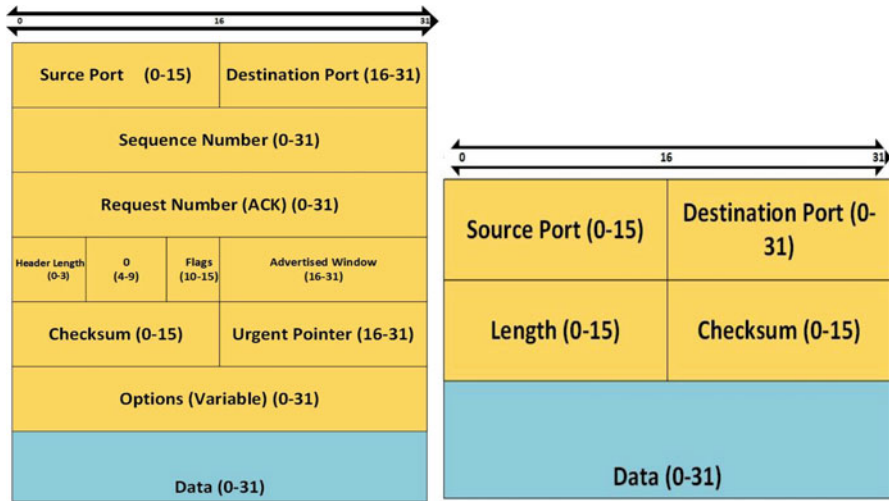 0 16 31
Surce Port (0-15) Destination Port (16-31)
Sequence Number (0-31)
Request Number (ACK) (0-31)
Header Length
(0-3)
0
(4-9)
Flags
(10-15)
Advertised Window
(16-31)
Checksum (0-15) Urgent Pointer (16-31)
Options (Variable) (0-31)
Data (0-31)
0 16 31
Source Port (0-15)
Destination Port (0-
31)
Length (0-15) Checksum (0-15)
Data (0-31)